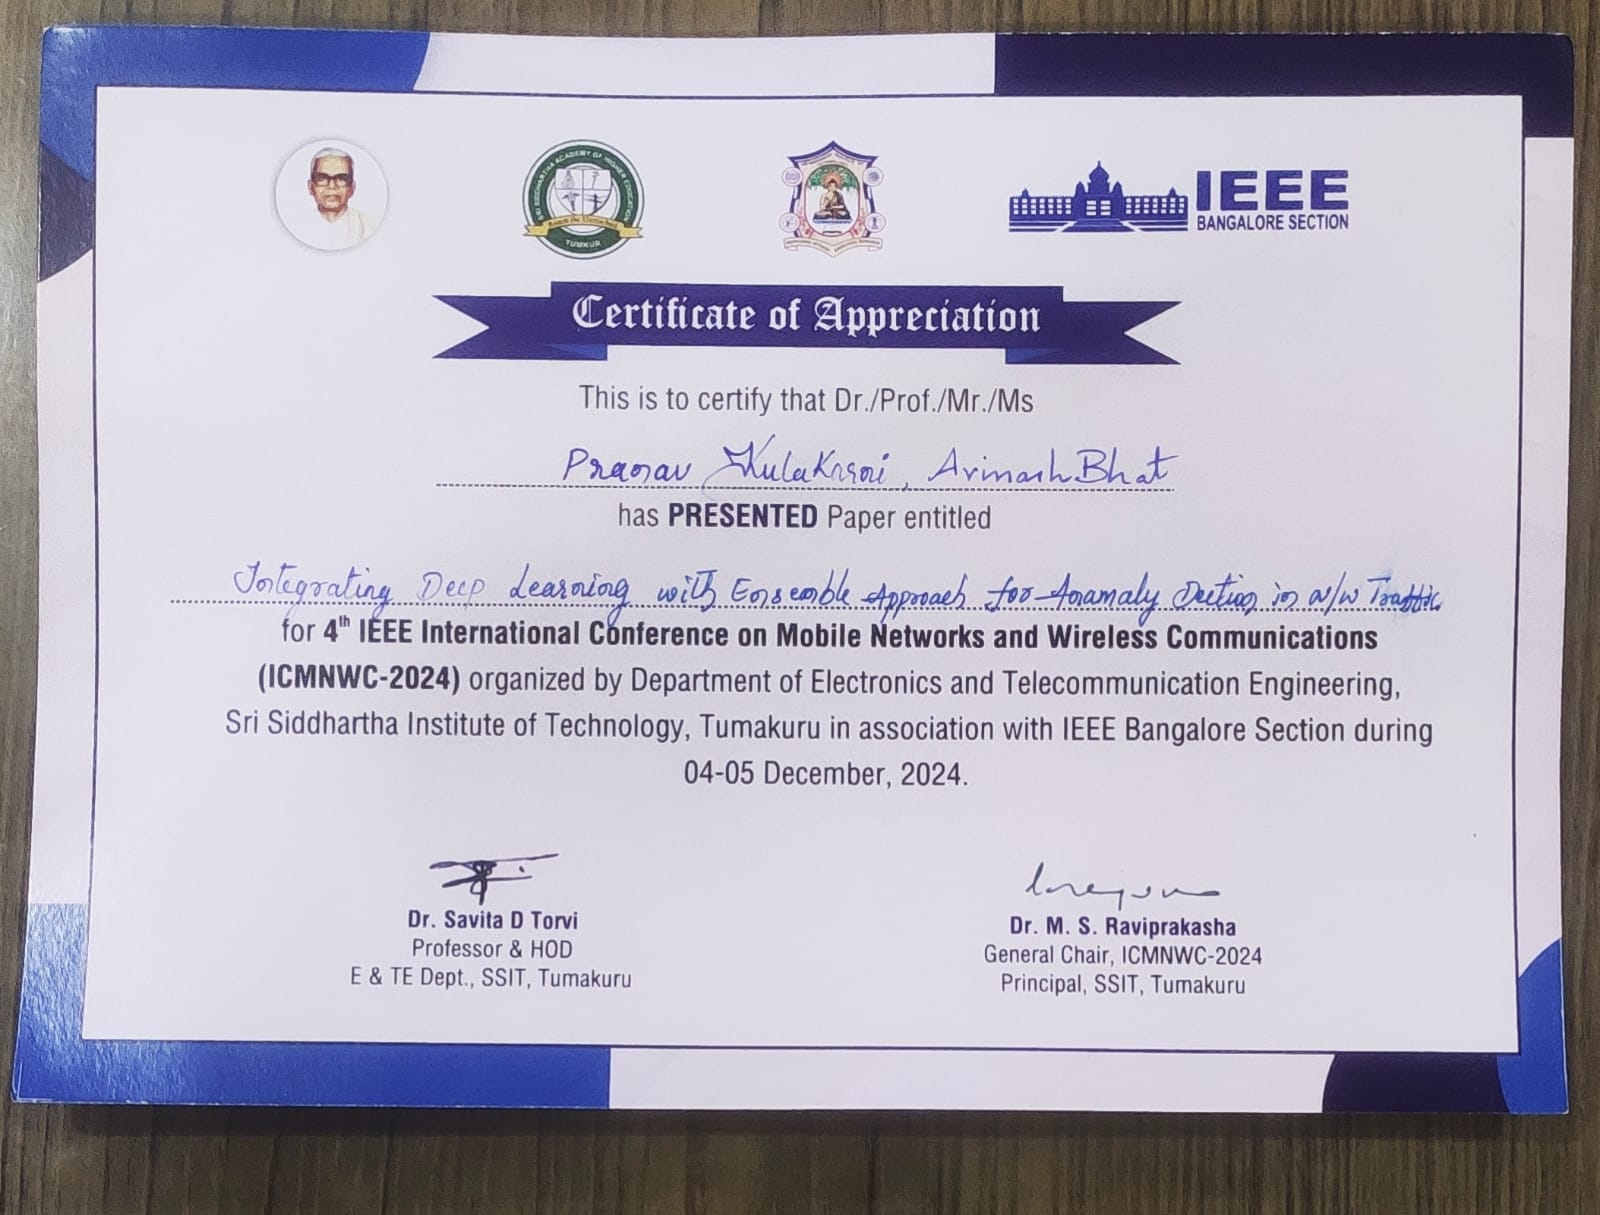 SRI SIDDHARTHA ACADEMY OF HIGHER EDUCATION
TUMKUR
IEEE
BANGALORE SECTION
Certificate of Appreciation
This is to certify that Dr./Prof./Mr./Ms
Pranav Kulakarni, Avinash Bhat
has PRESENTED Paper entitled
Integrating Deep Learning with Ensemble Approach for Anamaly Dection in N/W Traffic
for 4th IEEE International Conference on Mobile Networks and Wireless Communications
(ICMNWC-2024) organized by Department of Electronics and Telecommunication Engineering,
Sri Siddhartha Institute of Technology, Tumakuru in association with IEEE Bangalore Section during
04-05 December, 2024.
Dr. Savita D Torvi
Professor & HOD
E & TE Dept., SSIT, Tumakuru
Dr. M. S. Raviprakasha
General Chair, ICMNWC-2024
Principal, SSIT, Tumakuru